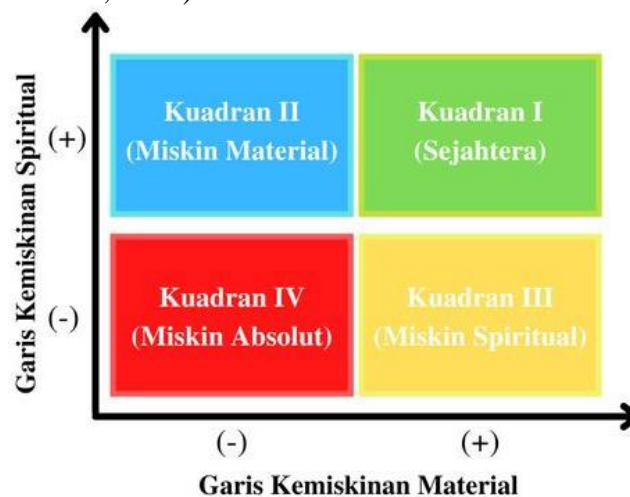 Garis Kemiskinan Spiritual
(+)
(-)
Kuadran II
(Miskin Material)
Kuadran I
(Sejahtera)
Kuadran IV
(Miskin Absolut)
Kuadran III
(Miskin Spiritual)
(-)
(+)
Garis Kemiskinan Material